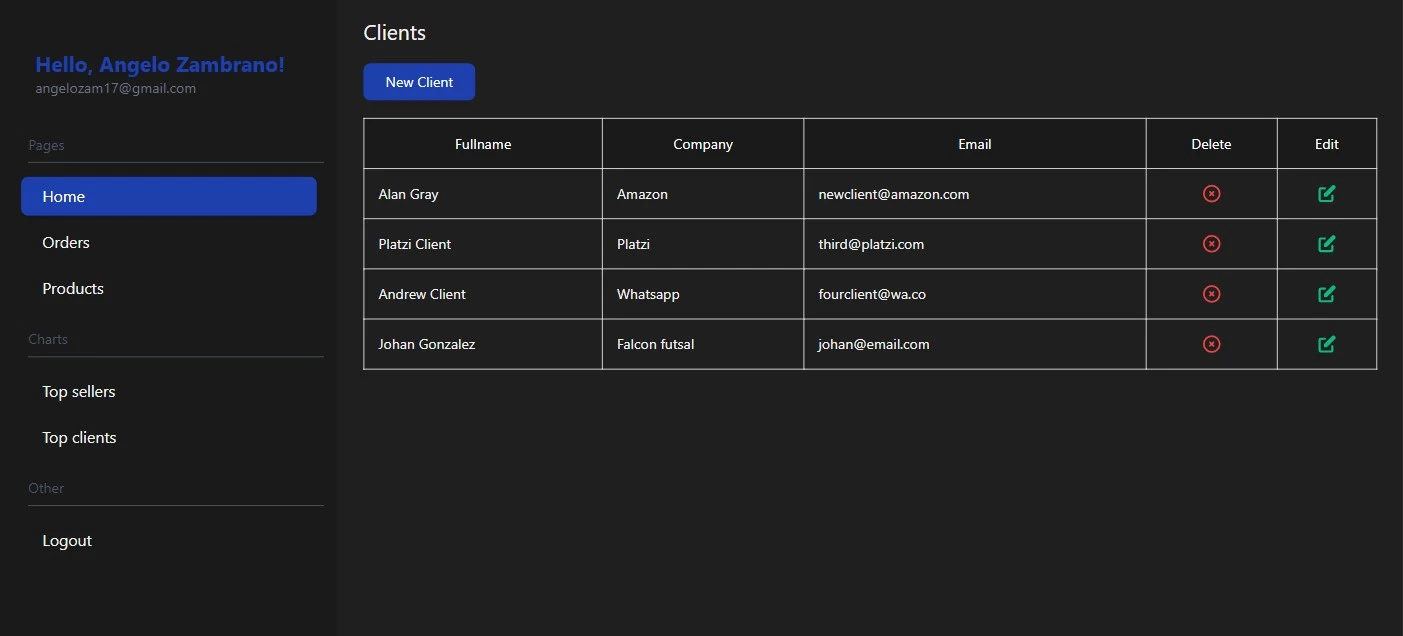 Hello, Angelo Zambrano!
angelozam17@gmail.com
Pages
Home
Orders
Products
Charts
Top sellers
Top clients
Other
Logout
Clients
New Client
Fullname Company Email Delete Edit
Alan Gray Amazon newclient@amazon.com
Platzi Client Platzi third@platzi.com
Andrew Client Whatsapp fourclient@wa.co
Johan Gonzalez Falcon futsal johan@email.com